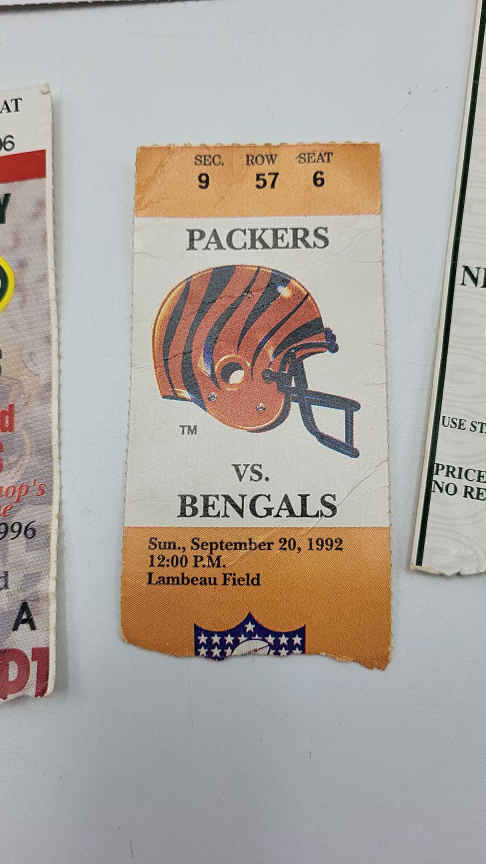 AT
96
Y
S
d
s
op's
e
1996
d
A
SEC. ROW SEAT
9 57 6
PACKERS
TM
VS.
BENGALS
Sun., September 20, 1992
12:00 P.M.
Lambeau Field
USE ST
PRICE
NO RE